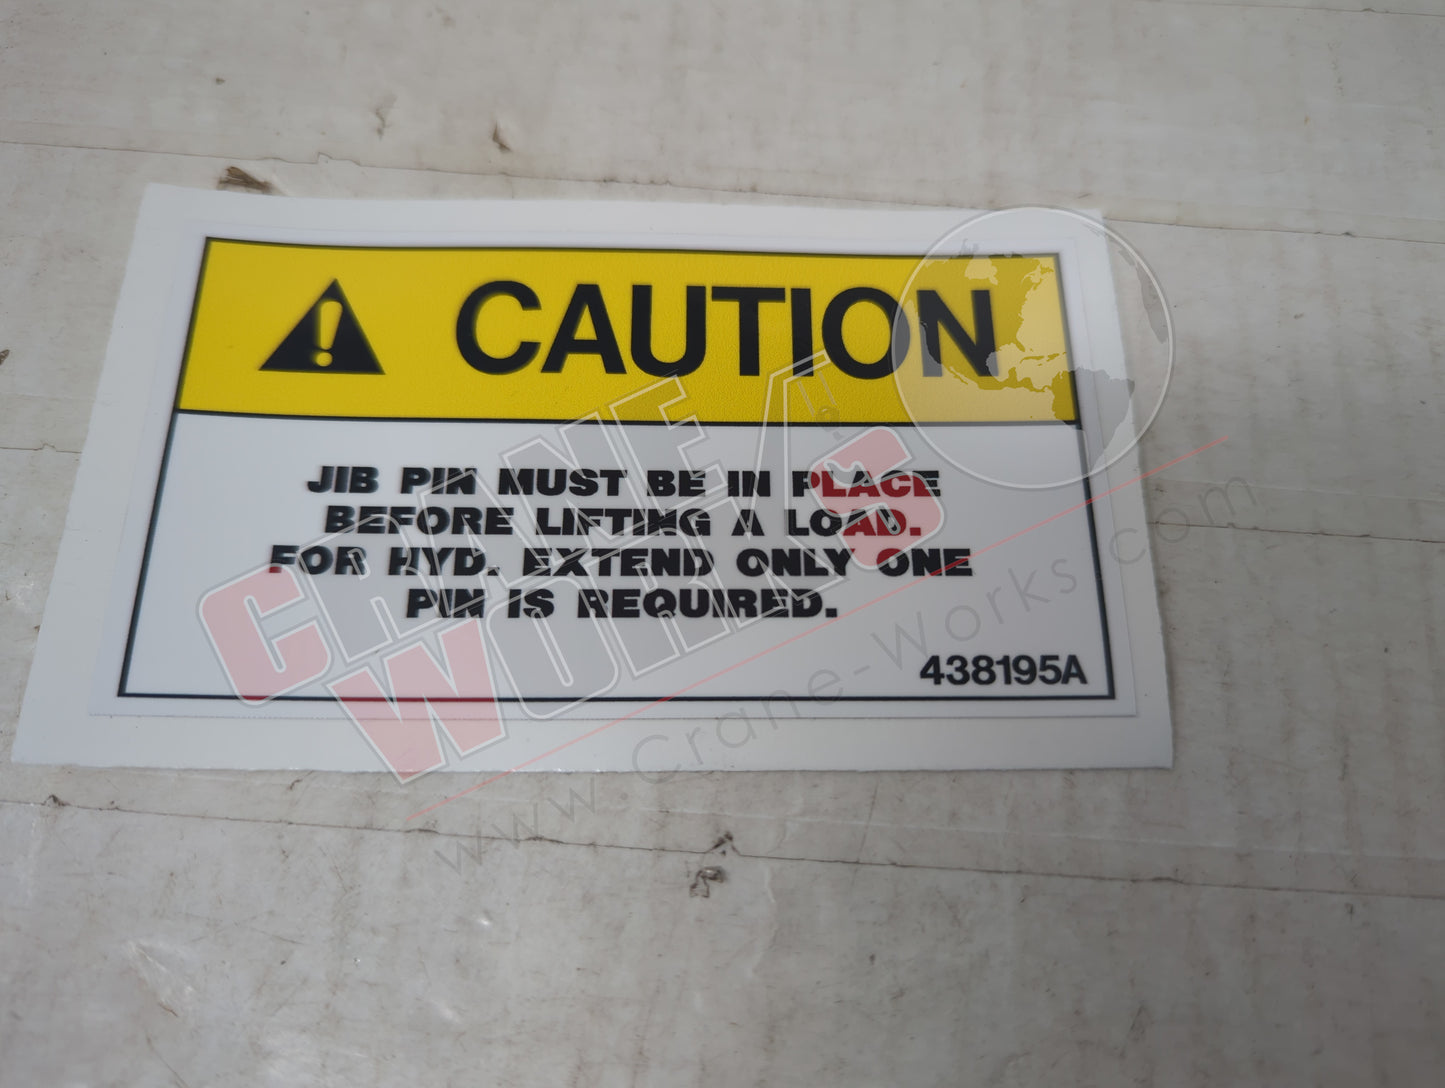 CAUTION
JIB PIN MUST BE IN PLACE
BEFORE LIFTING A LOAD.
FOR HYD. EXTEND ONLY ONE
PIN IS REQUIRED.
438195A
CRANE
WORKS
www.Crane-Works.com